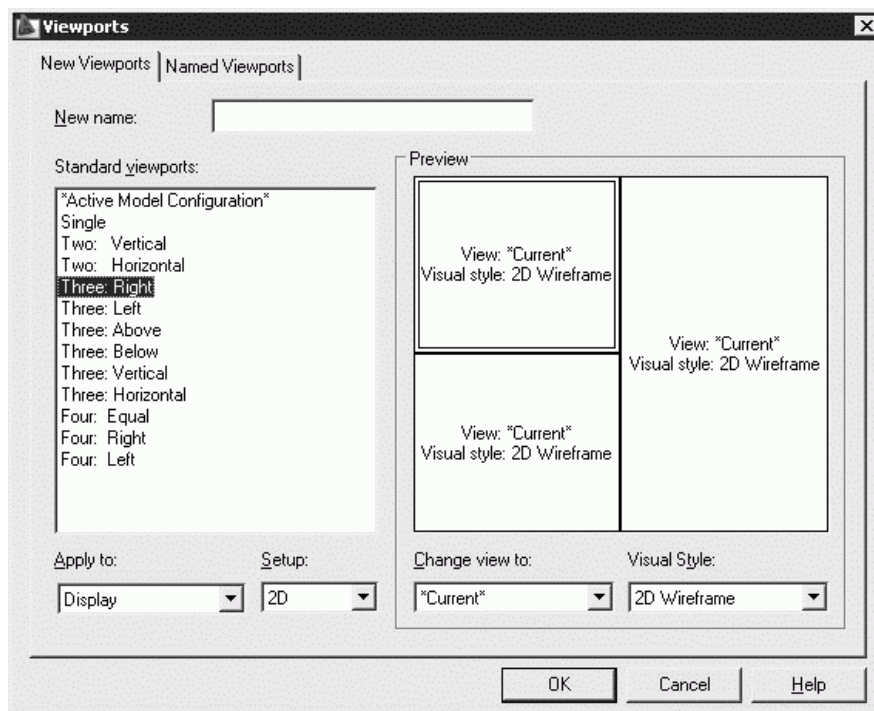 Viewports
New Viewports
Named Viewports
New name:
Standard viewports:
*Active Model Configuration*
Single
Two: Vertical
Two: Horizontal
Three: Right
Three: Left
Three: Above
Three: Below
Three: Vertical
Three: Horizontal
Four: Equal
Four: Right
Four: Left
Apply to:
Display
Setup:
2D
Preview
View: *Current*
Visual style: 2D Wireframe
View: *Current*
Visual style: 2D Wireframe
View: *Current*
Visual style: 2D Wireframe
Change view to:
*Current*
Visual Style:
2D Wireframe
OK
Cancel
Help